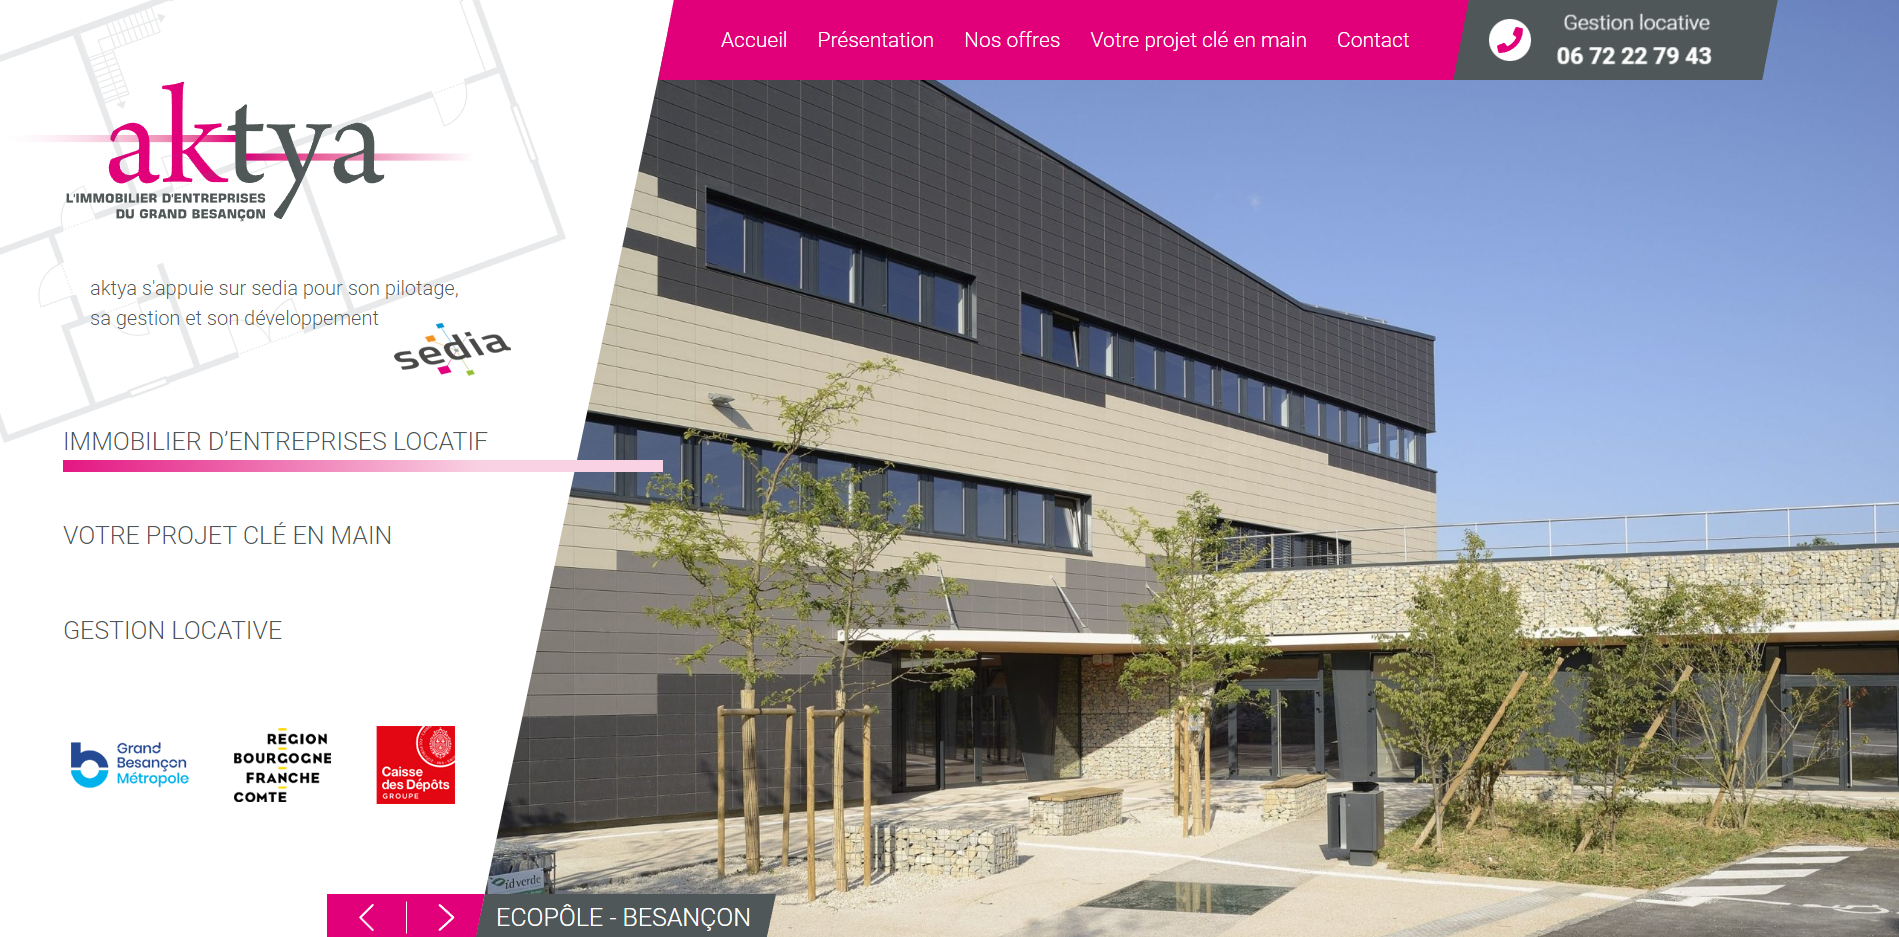 Accueil Présentation Nos offres Votre projet clé en main Contact
Gestion locative
06 72 22 79 43
aktya
L'IMMOBILIER D'ENTREPRISES
DU GRAND BESANÇON
aktya s'appuie sur sedia pour son pilotage,
sa gestion et son développement
sedia
IMMOBILIER D’ENTREPRISES LOCATIF
VOTRE PROJET CLÉ EN MAIN
GESTION LOCATIVE
Grand
Besançon
Métropole
REGION
BOURGOGNE
FRANCHE
COMTE
Caisse
des Dépôts
GROUPE
idverde
ECOPÔLE - BESANÇON